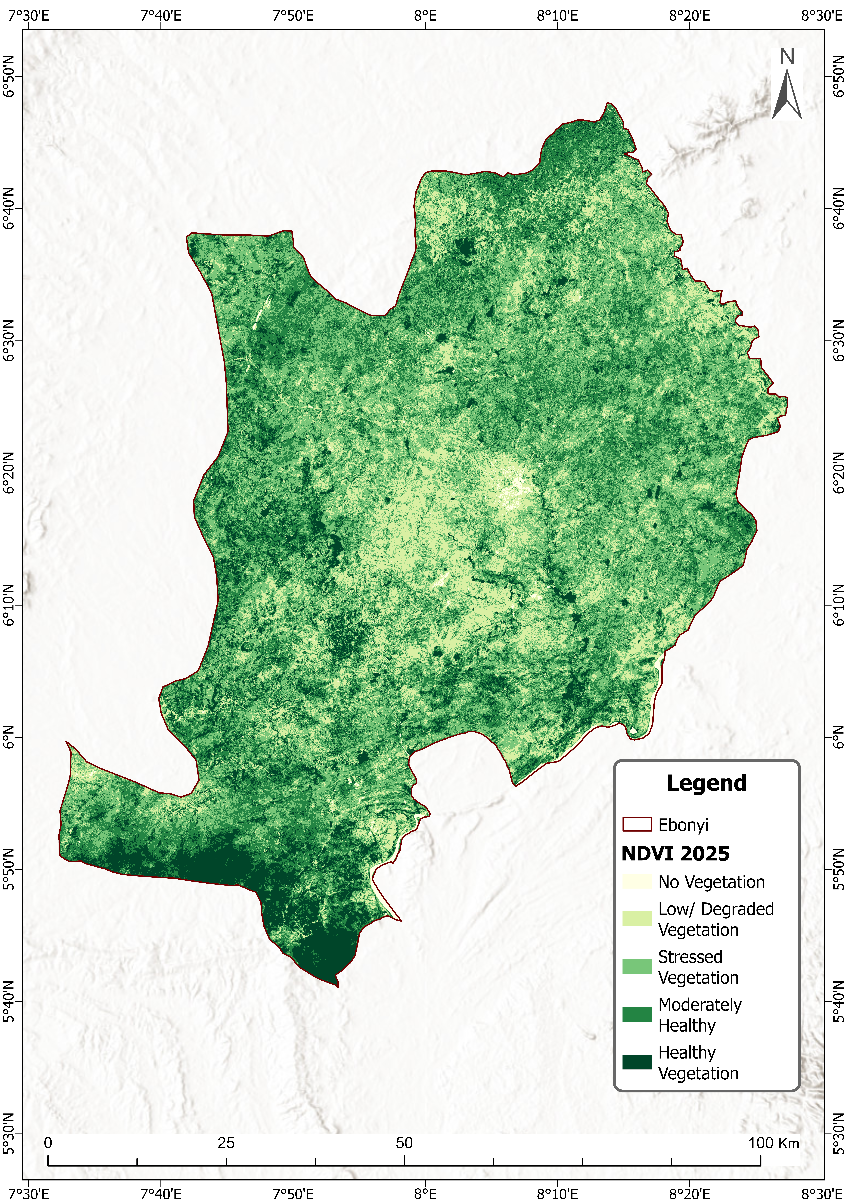 7°30'E 7°40'E 7°50'E 8°E 8°10'E 8°20'E 8°30'E
N
6°50'N 6°50'N
6°40'N 6°40'N
6°30'N 6°30'N
6°20'N 6°20'N
6°10'N 6°10'N
6°N 6°N
5°50'N 5°50'N
5°40'N 5°40'N
5°30'N 5°30'N
Legend
Ebonyi
NDVI 2025
No Vegetation
Low/ Degraded
Vegetation
Stressed
Vegetation
Moderately
Healthy
Healthy
Vegetation
0 25 50 100 Km
7°30'E 7°40'E 7°50'E 8°E 8°10'E 8°20'E 8°30'E